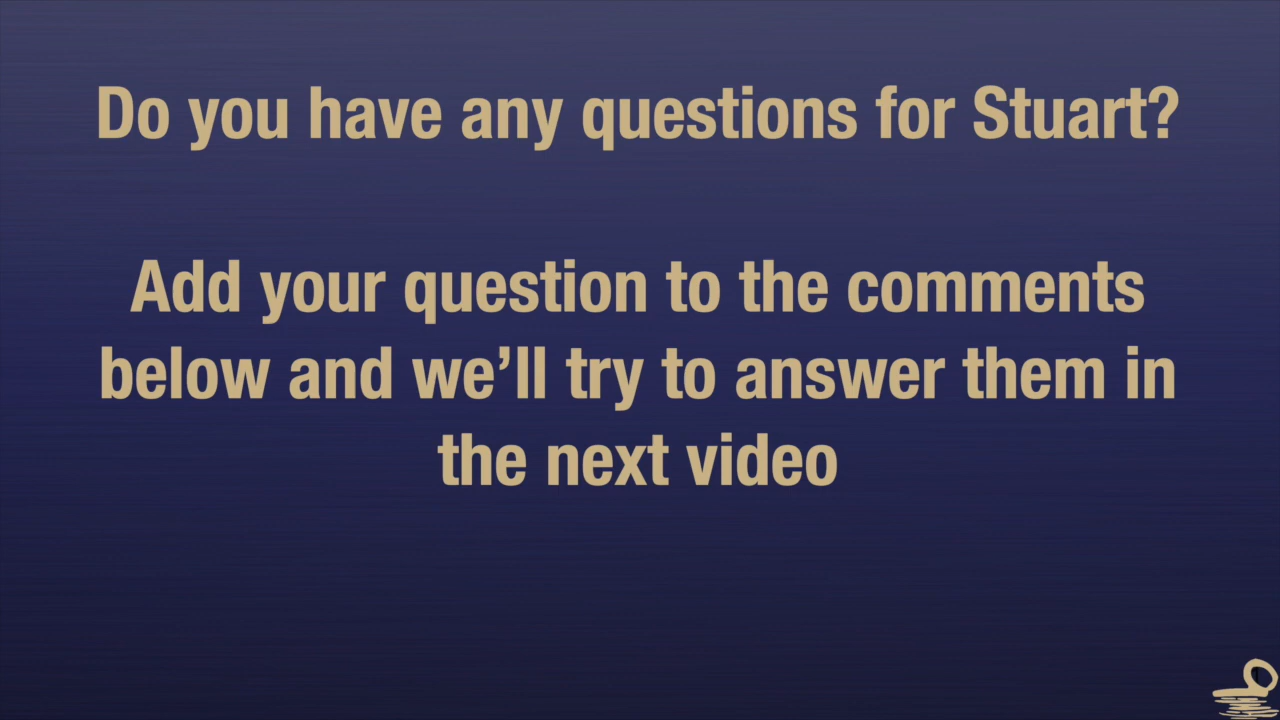 Do you have any questions for Stuart?
Add your question to the comments
below and we’ll try to answer them in
the next video